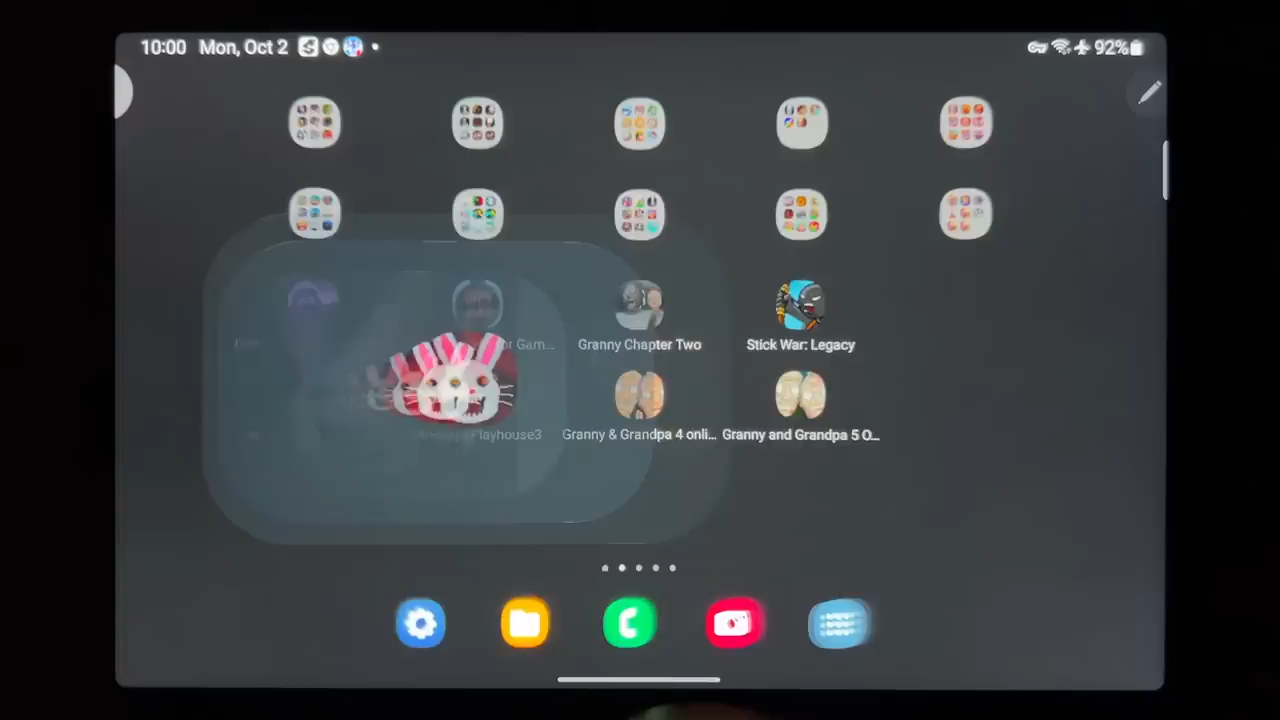 10:00 Mon, Oct 2
92%
Granny Chapter Two
Stick War: Legacy
Playhouse3
Granny & Grandpa 4 onli...
Granny and Grandpa 5 O...